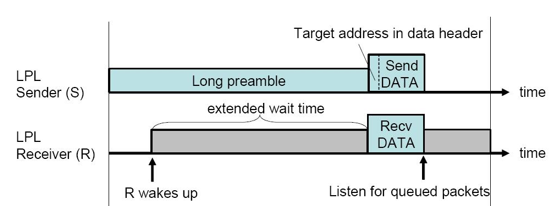 Target address in data header
LPL
Sender (S)
Long preamble
Send
DATA
time
extended wait time
LPL
Receiver (R)
Recv
DATA
time
R wakes up
Listen for queued packets